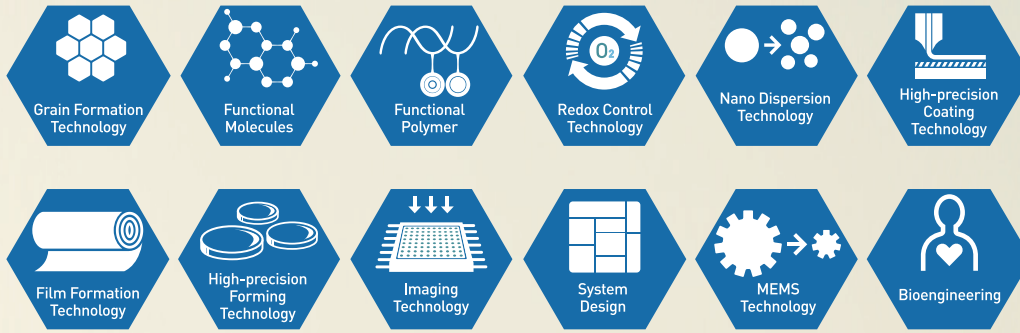 Grain Formation
Technology
Functional
Molecules
Functional
Polymer
O₂
Redox Control
Technology
Nano Dispersion
Technology
High-precision
Coating
Technology
Film Formation
Technology
High-precision
Forming
Technology
Imaging
Technology
System
Design
MEMS
Technology
Bioengineering